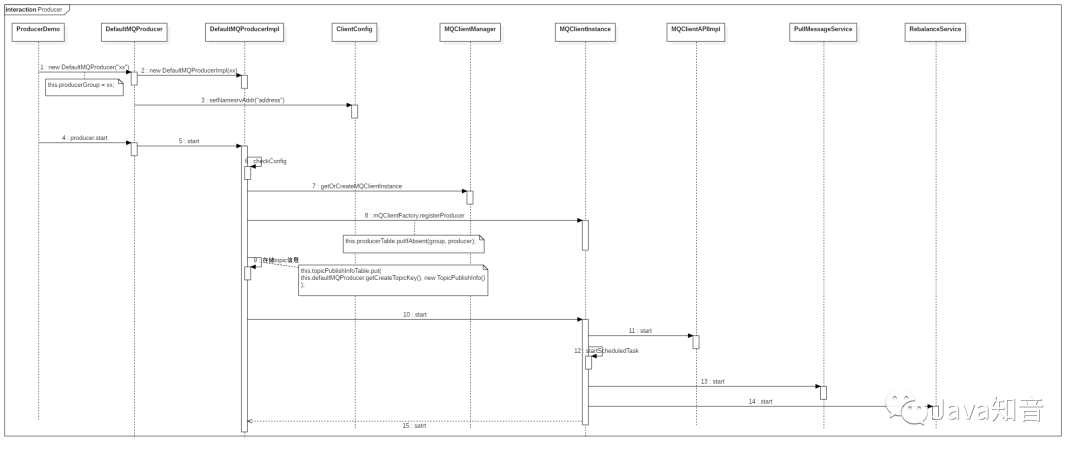 interaction Producer
ProducerDemo
DefaultMQProducer
DefaultMQProducerImpl
ClientConfig
MQClientManager
MQClientInstance
MQClientAPIImpl
PullMessageService
RebalanceService
1 : new DefaultMQProducer("xx")
2 : new DefaultMQProducerImpl(xx)
this.producerGroup = xx;
3 : setNamesrvAddr("address")
4 : producer.start
5 : start
6 : checkConfig
7 : getOrCreateMQClientInstance
8 : mQClientFactory.registerProducer
this.producerTable.putIfAbsent(group, producer);
9 : 存储topic信息
this.topicPublishInfoTable.put(
this.defaultMQProducer.getCreateTopicKey(), new TopicPublishInfo()
);
10 : start
11 : start
12 : startScheduledTask
13 : start
14 : start
15 : satrt
Java知音